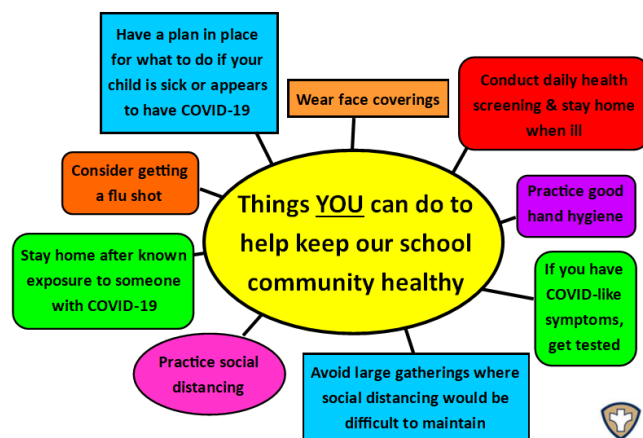 Have a plan in place
for what to do if your
child is sick or appears
to have COVID-19
Wear face coverings
Conduct daily health
screening & stay home
when ill
Consider getting
a flu shot
Things YOU can do to
help keep our school
community healthy
Practice good
hand hygiene
Stay home after known
exposure to someone
with COVID-19
If you have
COVID-like
symptoms,
get tested
Practice social
distancing
Avoid large gatherings where
social distancing would be
difficult to maintain